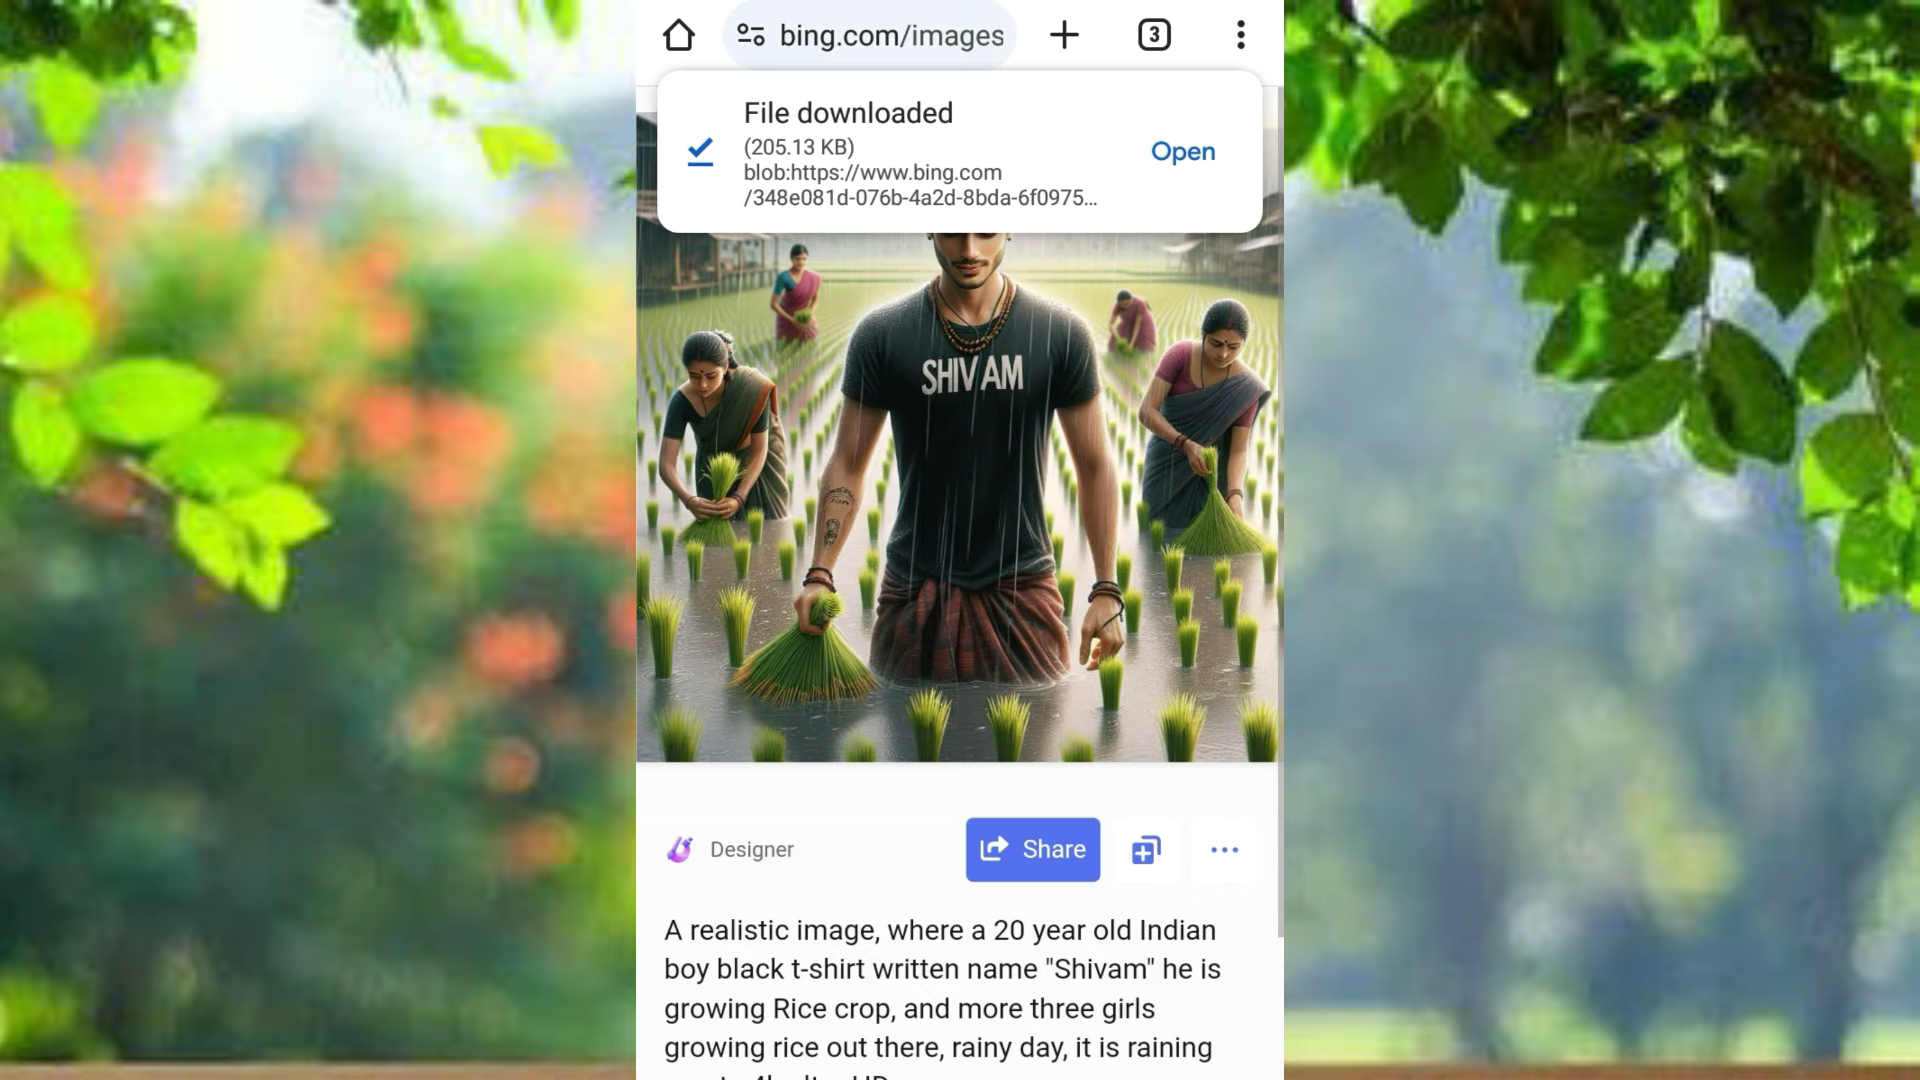 bing.com/images
3
File downloaded
(205.13 KB)
blob:https://www.bing.com
/348e081d-076b-4a2d-8bda-6f0975...
Open
SHIVAM
Designer
Share
A realistic image, where a 20 year old Indian
boy black t-shirt written name "Shivam" he is
growing Rice crop, and more three girls
growing rice out there, rainy day, it is raining